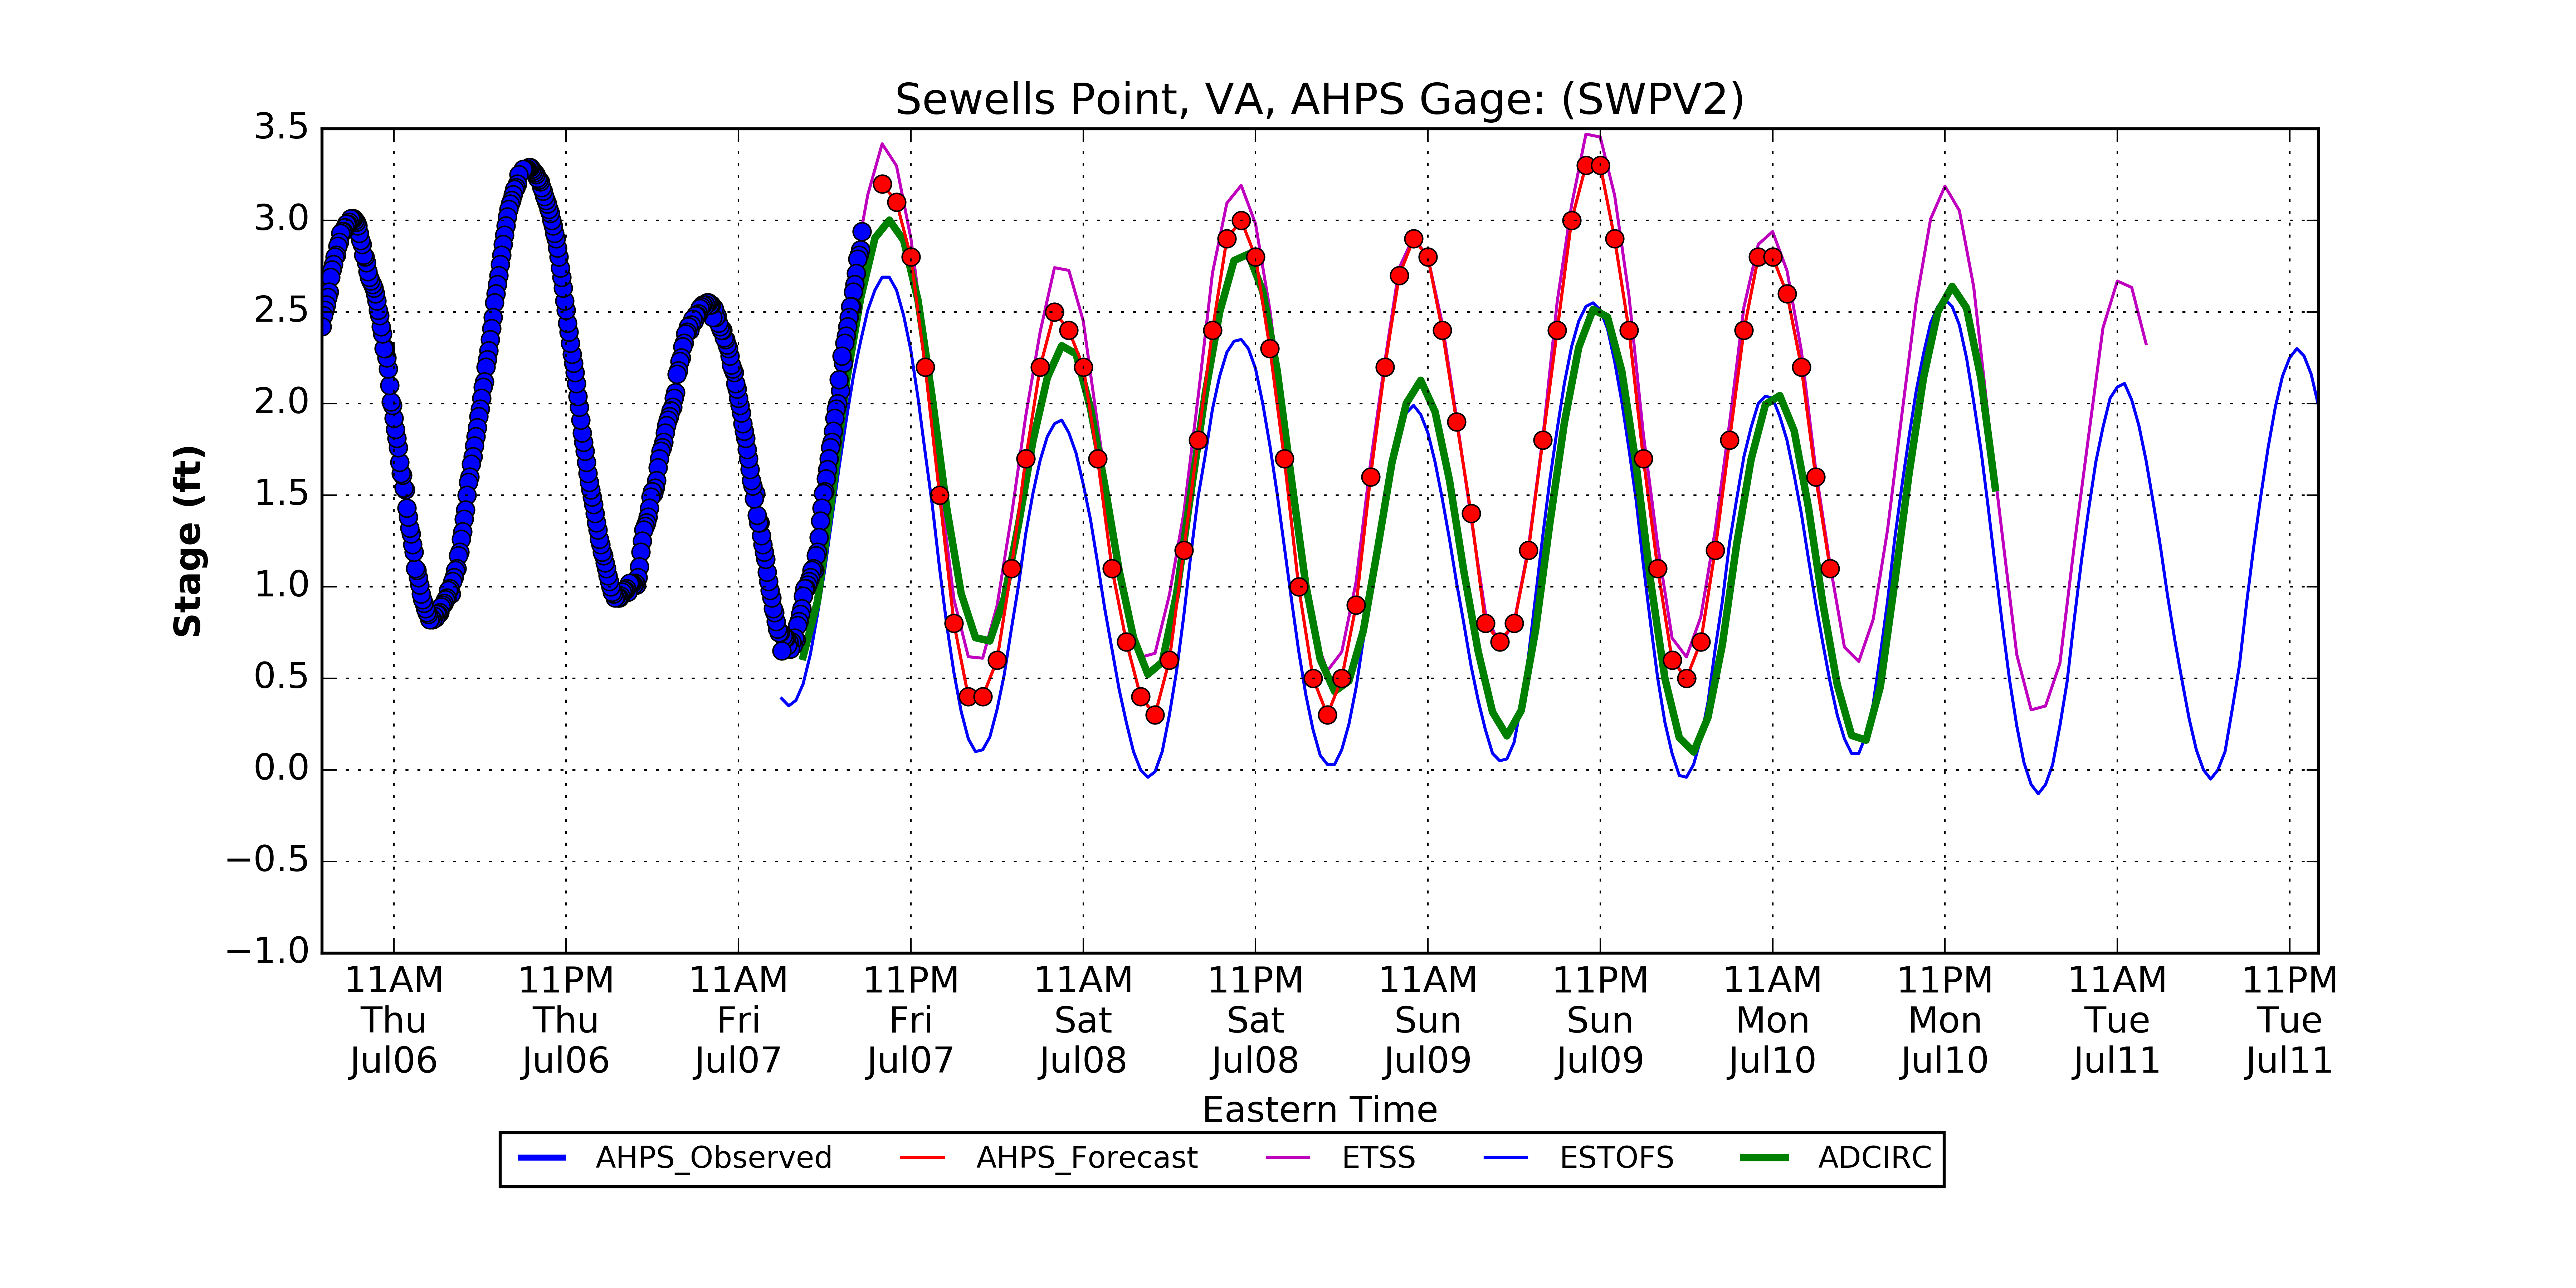 Sewells Point, VA, AHPS Gage: (SWPV2)
3.5
3.0
2.5
2.0
1.5
1.0
0.5
0.0
−0.5
−1.0
Stage (ft)
11AM 11PM 11AM 11PM 11AM 11PM 11AM 11PM 11AM 11PM 11AM 11PM
Thu Thu Fri Fri Sat Sat Sun Sun Mon Mon Tue Tue
Jul06 Jul06 Jul07 Jul07 Jul08 Jul08 Jul09 Jul09 Jul10 Jul10 Jul11 Jul11
Eastern Time
AHPS_Observed AHPS_Forecast ETSS ESTOFS ADCIRC